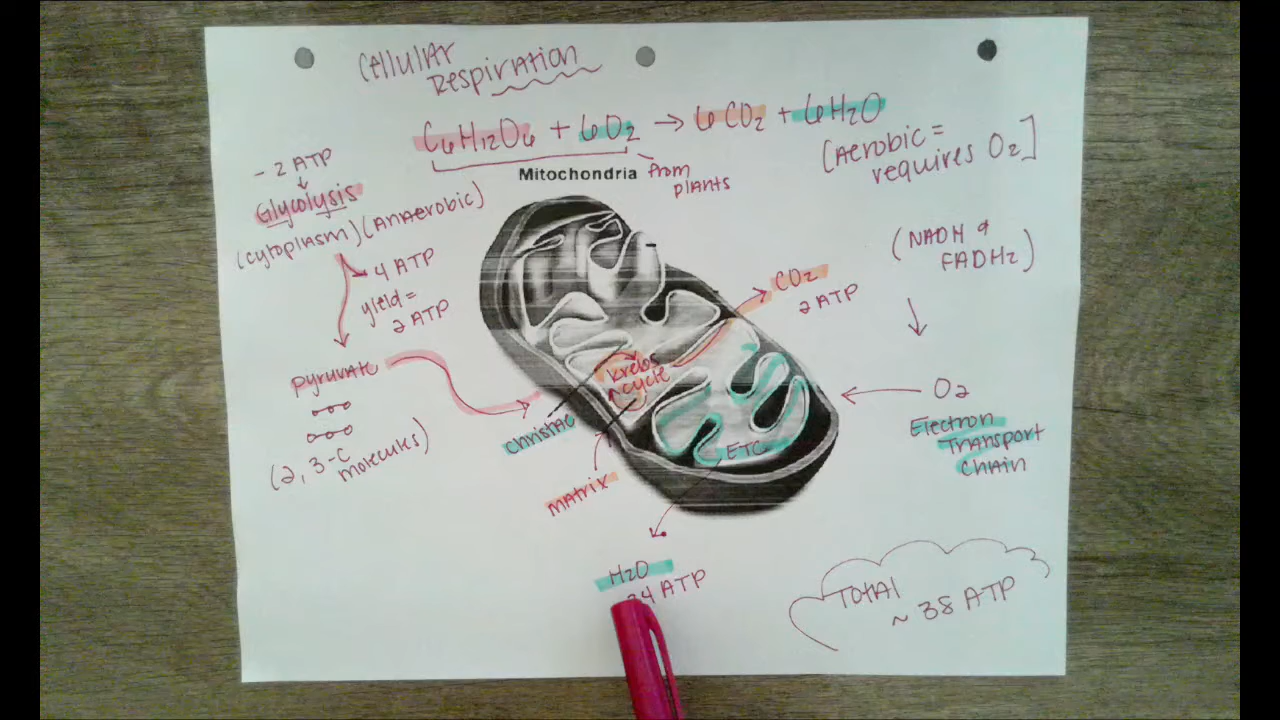 Cellular
Respiration
C6H12O6 + 6O2 → 6CO2 + 6H2O
[Aerobic =
requires O2]
from
plants
Mitochondria
- 2 ATP
Glycolysis
(cytoplasm) (Anaerobic)
4 ATP
yield =
2 ATP
Pyruvate
(2, 3-C
molecules)
(NADH &
FADH2)
CO2
2 ATP
Krebs
cycle
Christae
Matrix
ETC
O2
Electron
Transport
Chain
H2O
34 ATP
Total
~ 38 ATP